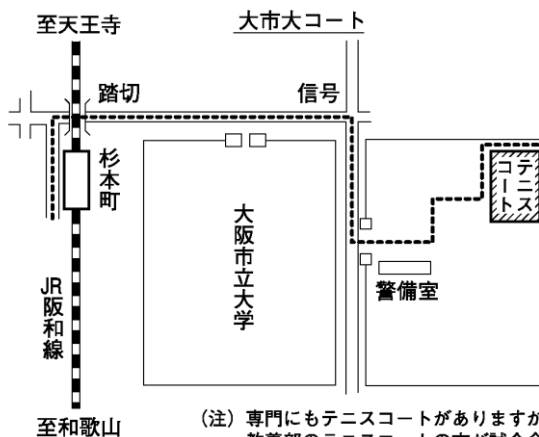 至天王寺
大市大コート
踏切
信号
杉本町
テニス
コート
大阪市立大学
警備室
JR阪和線
至和歌山
(注) 専門にもテニスコートがありますが